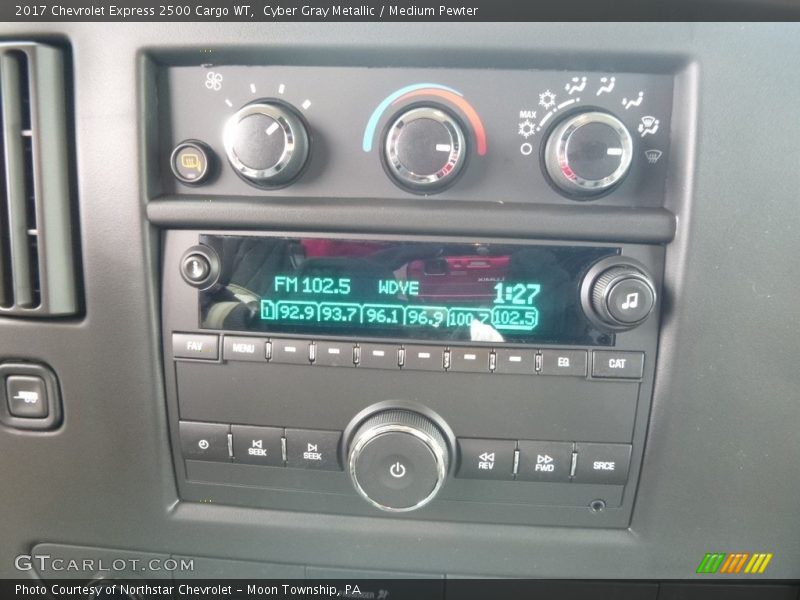 2017 Chevrolet Express 2500 Cargo WT,  Cyber Gray Metallic / Medium Pewter
MAX
FM 102.5 WDVE 1:27
1 92.9 93.7 96.1 96.9 100.7 102.5
FAV MENU EQ CAT
SEEK SEEK REV FWD SRCE
GTCARLOT.COM
Photo Courtesy of Northstar Chevrolet - Moon Township, PA